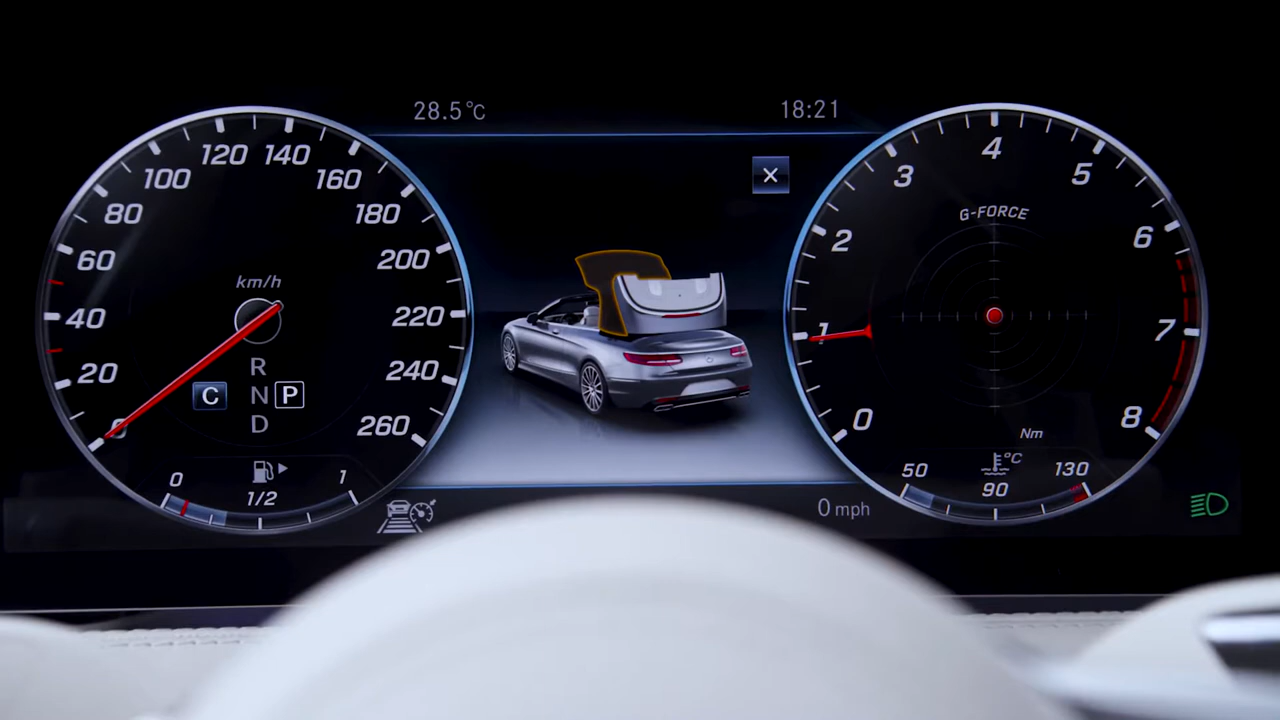 28.5°C
18:21
0 20 40 60 80 100 120 140 160 180 200 220 240 260
km/h
R
C N P
D
0 1/2 1
×
0 mph
0 1 2 3 4 5 6 7 8
G-FORCE
Nm
°C
50 90 130